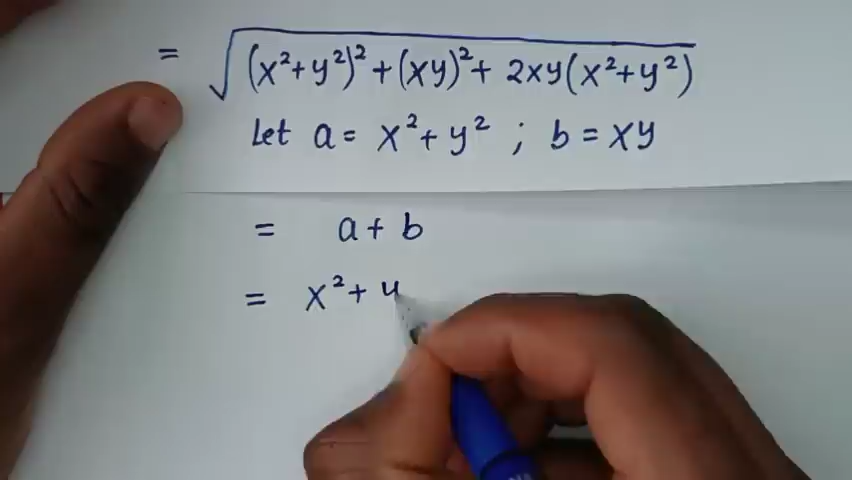 = √((x²+y²)²+(xy)²+ 2xy(x²+y²))
Let a = x²+y² ; b = xy
= a + b
= x² + y